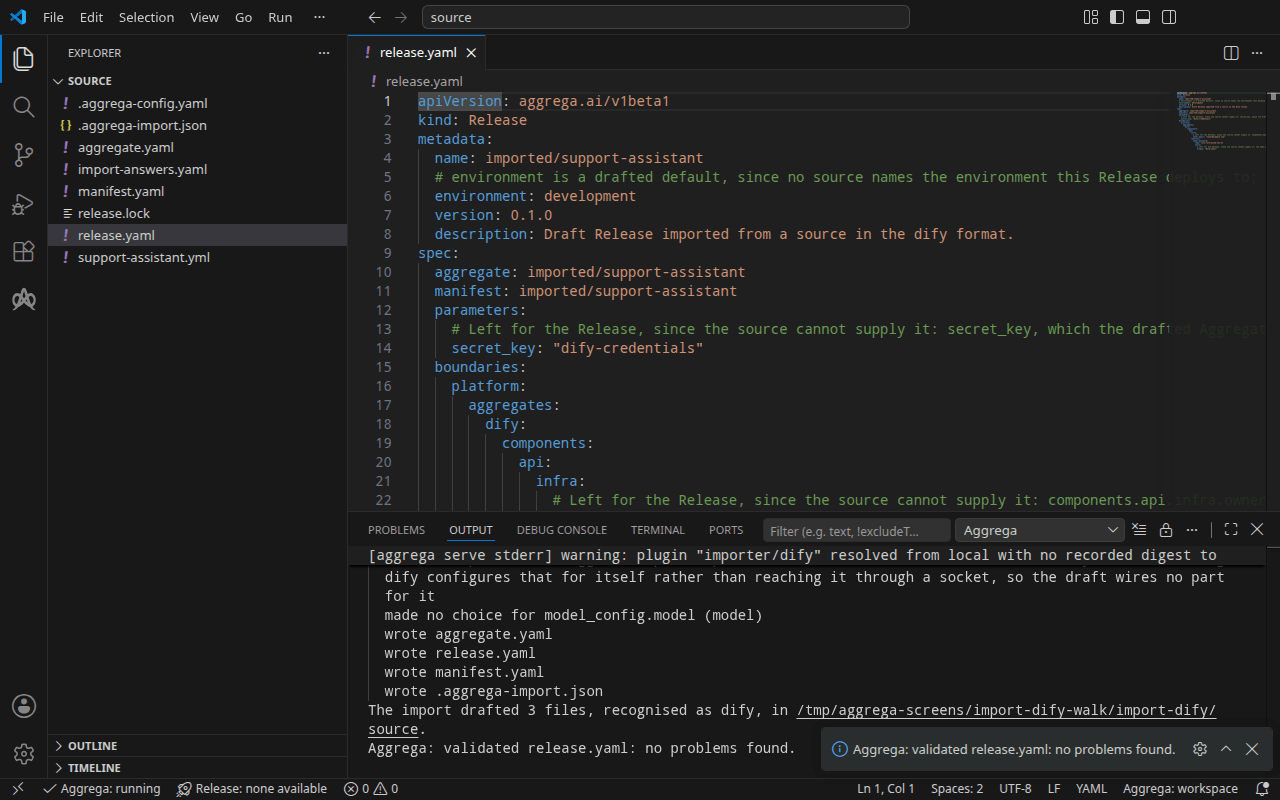 File Edit Selection View Go Run ···
source
EXPLORER
SOURCE
.aggrega-config.yaml
{} .aggrega-import.json
aggregate.yaml
import-answers.yaml
manifest.yaml
release.lock
release.yaml
support-assistant.yml
OUTLINE
TIMELINE
! release.yaml
! release.yaml
1 apiVersion: aggrega.ai/v1beta1
2 kind: Release
3 metadata:
4 name: imported/support-assistant
5 # environment is a drafted default, since no source names the environment this Release deploys to.
6 environment: development
7 version: 0.1.0
8 description: Draft Release imported from a source in the dify format.
9 spec:
10 aggregate: imported/support-assistant
11 manifest: imported/support-assistant
12 parameters:
13 # Left for the Release, since the source cannot supply it: secret_key, which the drafted Aggregat
14 secret_key: "dify-credentials"
15 boundaries:
16 platform:
17 aggregates:
18 dify:
19 components:
20 api:
21 infra:
22 # Left for the Release, since the source cannot supply it: components.api.infra.owner
PROBLEMS OUTPUT DEBUG CONSOLE TERMINAL PORTS
Filter (e.g. text, !excludeT...
Aggrega
[aggrega serve stderr] warning: plugin "importer/dify" resolved from local with no recorded digest to
dify configures that for itself rather than reaching it through a socket, so the draft wires no part
for it
made no choice for model_config.model (model)
wrote aggregate.yaml
wrote release.yaml
wrote manifest.yaml
wrote .aggrega-import.json
The import drafted 3 files, recognised as dify, in /tmp/aggrega-screens/import-dify-walk/import-dify/
source.
Aggrega: validated release.yaml: no problems found.
Aggrega: validated release.yaml: no problems found.
Aggrega: running Release: none available 0 0 Ln 1, Col 1 Spaces: 2 UTF-8 LF YAML Aggrega: workspace